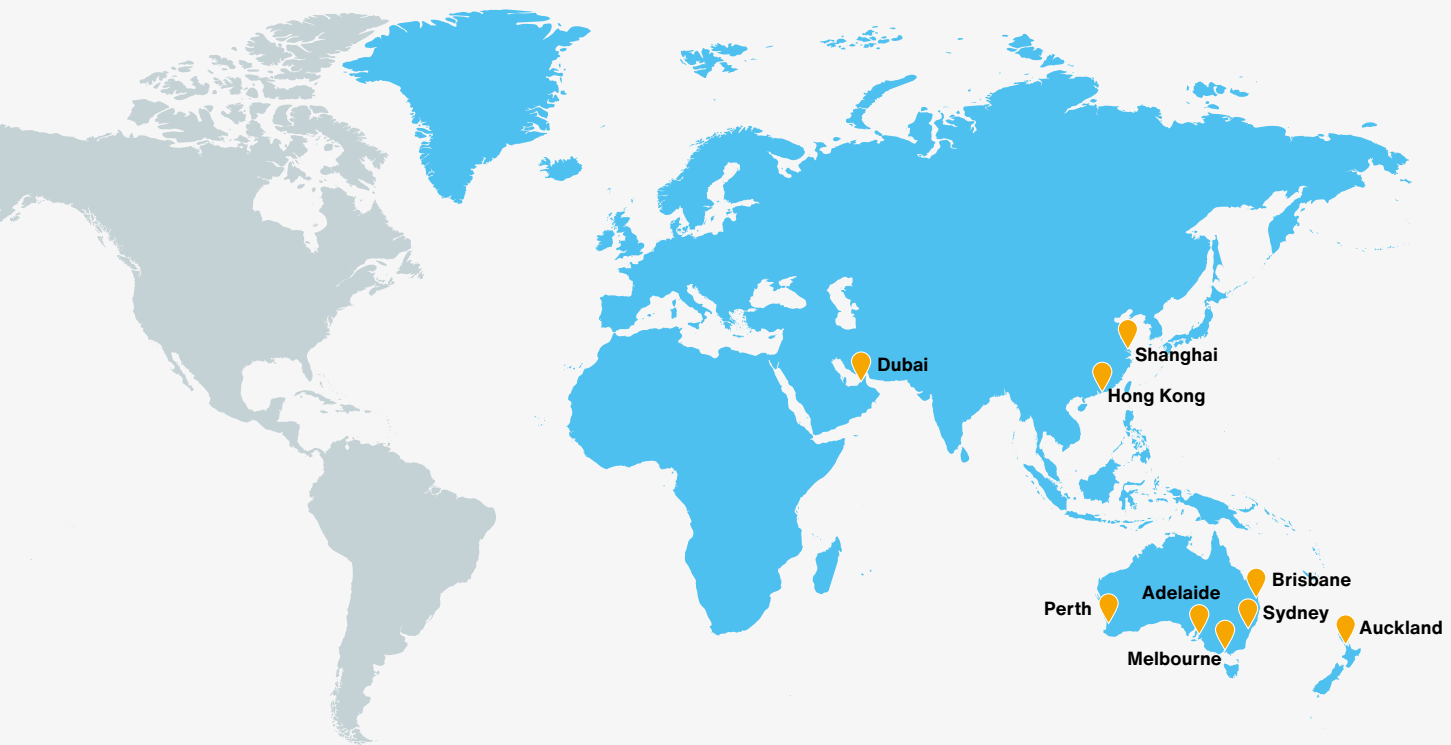 Shanghai
Dubai
Hong Kong
Brisbane
Adelaide
Perth
Sydney
Auckland
Melbourne